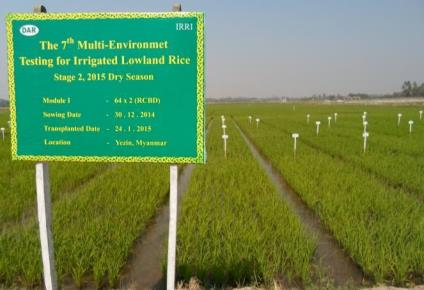 DAR
IRRI
The 7th Multi-Environmet
Testing for Irrigated Lowland Rice
Stage 2, 2015 Dry Season
Module I - 64 x 2 (RCBD)
Sowing Date - 30 . 12 . 2014
Transplanted Date - 24 . 1 . 2015
Location - Yezin, Myanmar